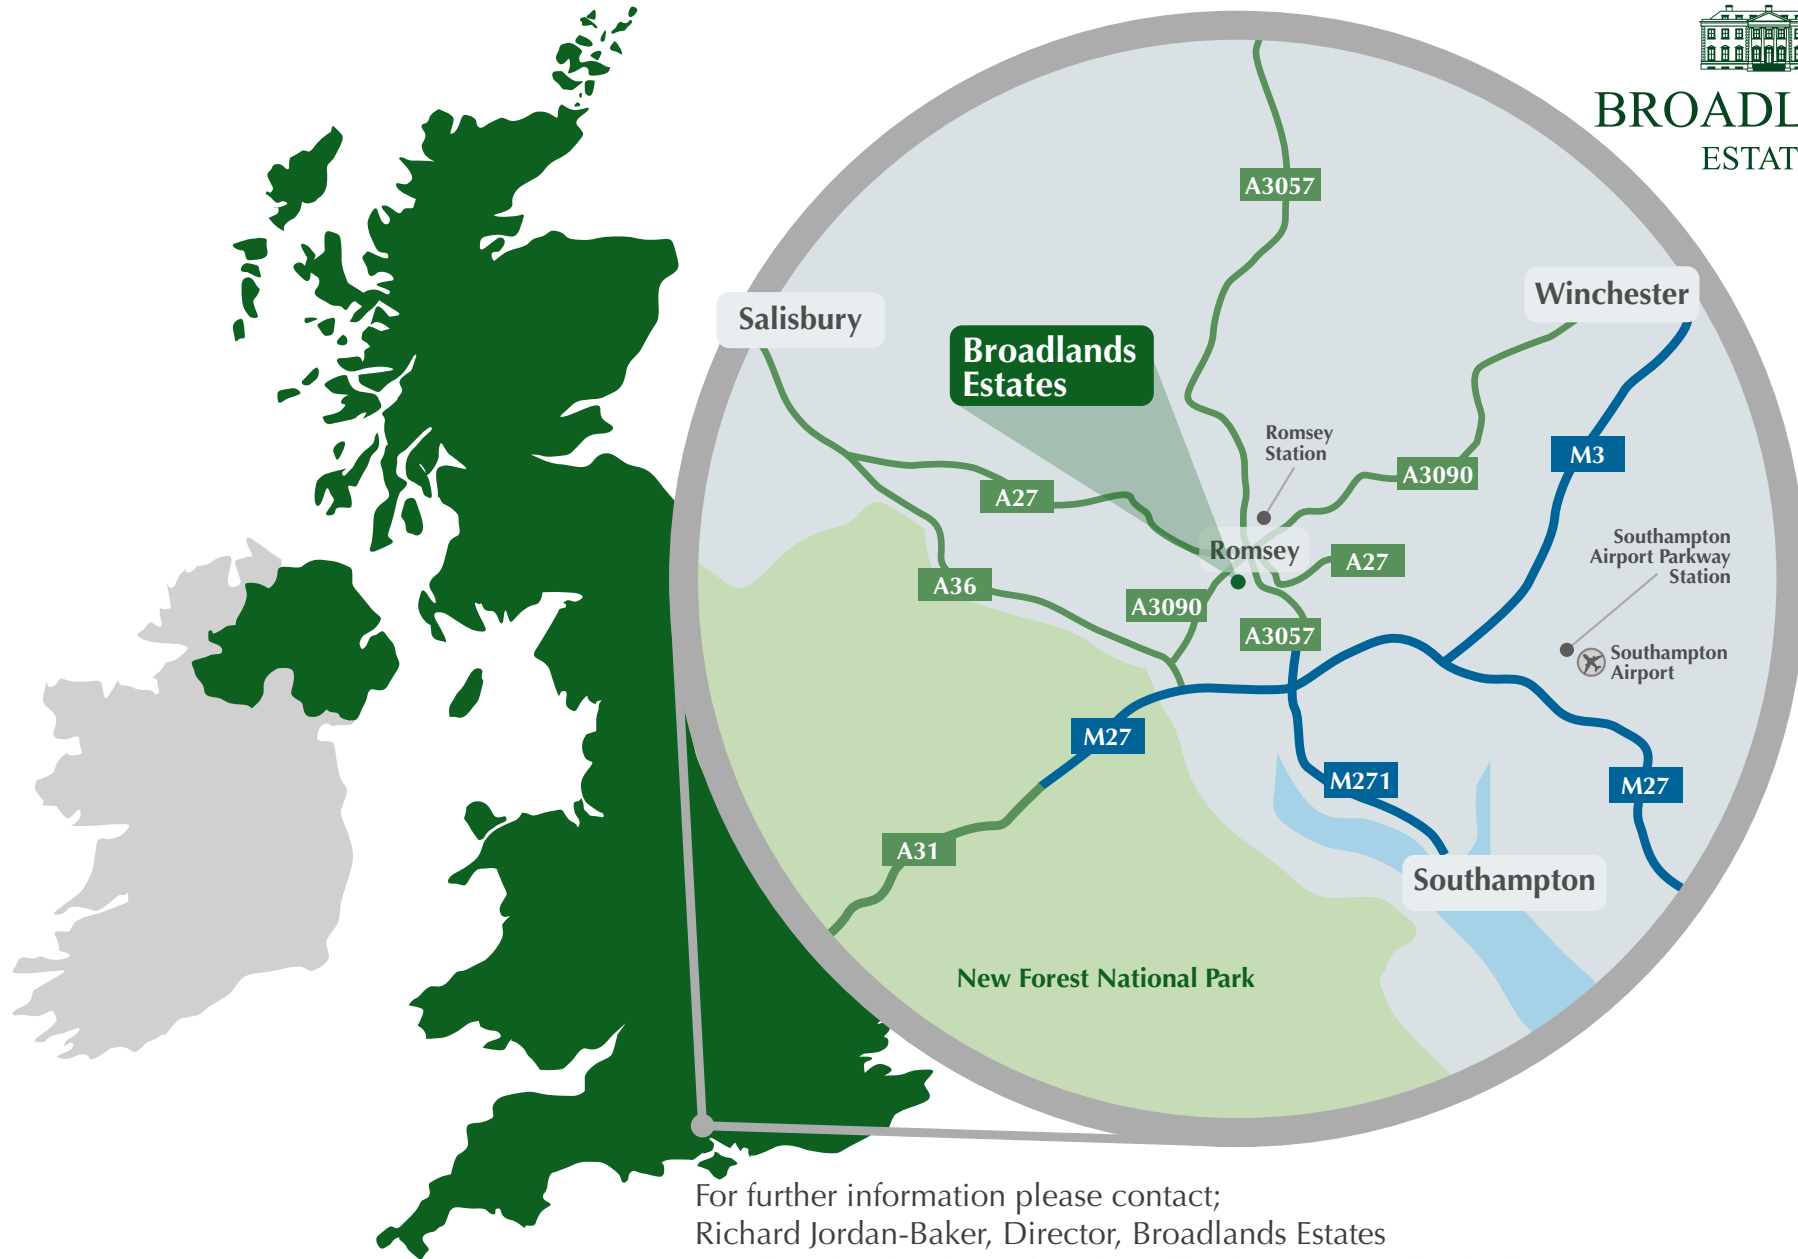 BROADL
ESTAT
A3057
Winchester
Salisbury
Broadlands
Estates
Romsey
Station
M3
A3090
A27
Southampton
Airport Parkway
Station
Romsey
A27
A36
A3090
A3057
Southampton
Airport
M27
M271
M27
A31
Southampton
New Forest National Park
For further information please contact;
Richard Jordan-Baker, Director, Broadlands Estates